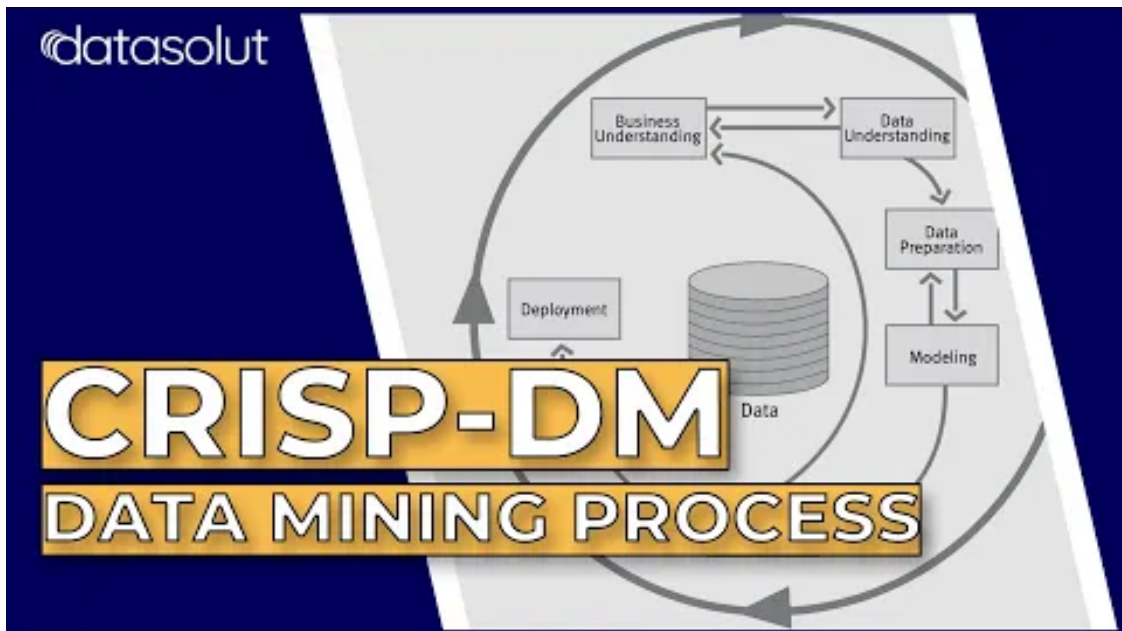 datasolut
Business
Understanding
Data
Understanding
Data
Preparation
Deployment
Modeling
Data
CRISP-DM
DATA MINING PROCESS